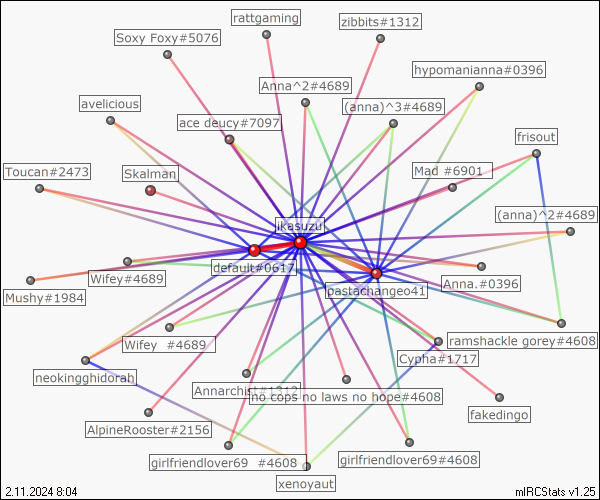 rattgaming
zibbits#1312
Soxy Foxy#5076
hypomanianna#0396
Anna^2#4689
avelicious
(anna)^3#4689
ace deucy#7097
frisout
Toucan#2473
Skalman
Mad #6901
(anna)^2#4689
ikasuzu
default#0617
Wifey#4689
Anna.#0396
pastachangeo41
Mushy#1984
Wifey #4689
ramshackle gorey#4608
Cypha#1717
neokingghidorah
Annarchist#1312
no cops no laws no hope#4608
fakedingo
AlpineRooster#2156
girlfriendlover69 #4608
girlfriendlover69#4608
xenoyaut
2.11.2024 8:04
mIRCStats v1.25